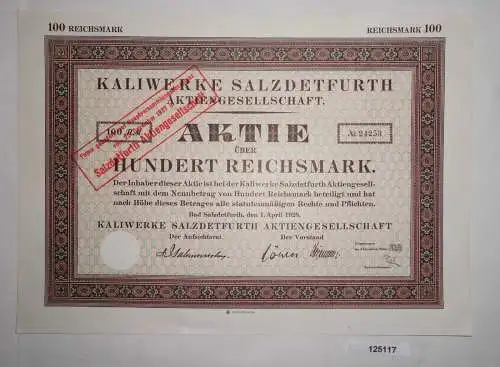 100 REICHSMARK
REICHSMARK 100
KALIWERKE SALZDETFURTH
AKTIENGESELLSCHAFT.
Salzdetfurth Aktiengesellschaft
100 R.M.
AKTIE
№ 24253
ÜBER
HUNDERT REICHSMARK.
Der Inhaber dieser Aktie ist bei der Kaliwerke Salzdetfurth Aktiengesell-
schaft mit dem Nennbetrag von Hundert Reichsmark beteiligt und hat
nach Höhe dieses Betrages alle statutenmäßigen Rechte und Pflichten.
Bad Salzdetfurth, den 1. April 1928.
KALIWERKE SALZDETFURTH AKTIENGESELLSCHAFT
Der Aufsichtsrat
Der Vorstand
125117